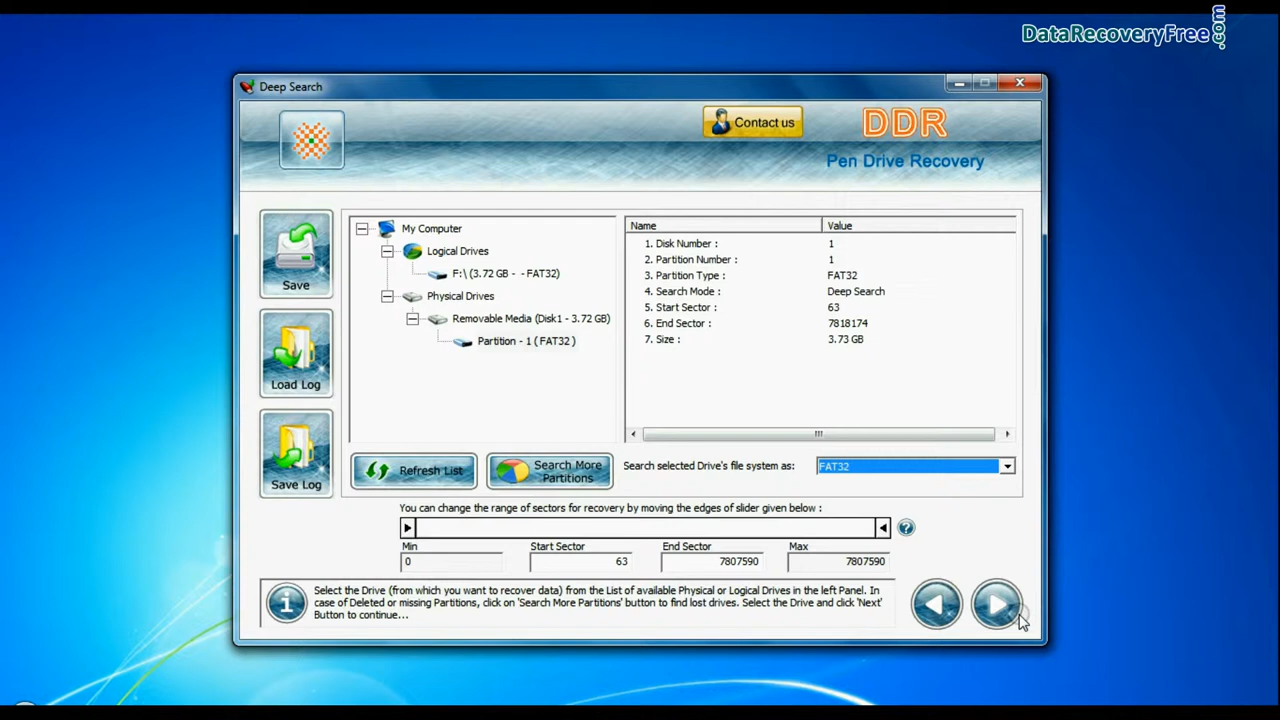 DataRecoveryFree.com
Deep Search
Contact us
DDR
Pen Drive Recovery
Save
Load Log
Save Log
My Computer
Logical Drives
F:\ (3.72 GB - - FAT32)
Physical Drives
Removable Media (Disk1 - 3.72 GB)
Partition - 1 ( FAT32 )
Name Value
1. Disk Number : 1
2. Partition Number : 1
3. Partition Type : FAT32
4. Search Mode : Deep Search
5. Start Sector : 63
6. End Sector : 7818174
7. Size : 3.73 GB
Refresh List
Search More
Partitions
Search selected Drive's file system as: FAT32
You can change the range of sectors for recovery by moving the edges of slider given below :
Min Start Sector End Sector Max
0 63 7807590 7807590
Select the Drive (from which you want to recover data) from the List of available Physical or Logical Drives in the left Panel. In
case of Deleted or missing Partitions, click on 'Search More Partitions' button to find lost drives. Select the Drive and click 'Next'
Button to continue...